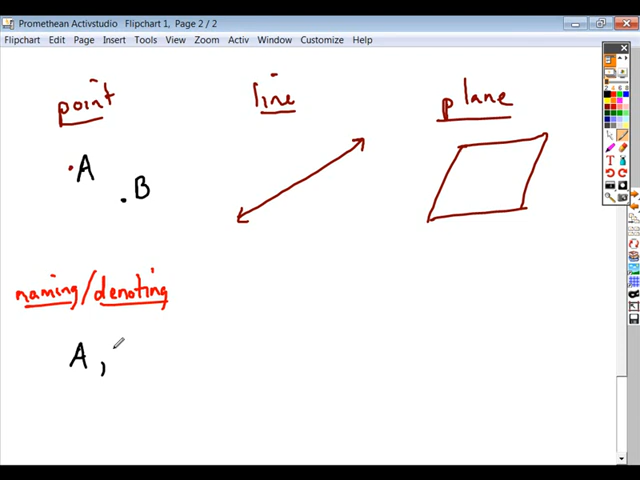 Promethean Activstudio Flipchart 1, Page 2 / 2
Flipchart Edit Page Insert Tools View Zoom Activ Window Customize Help
point line plane
A
B
naming/denoting
A ,